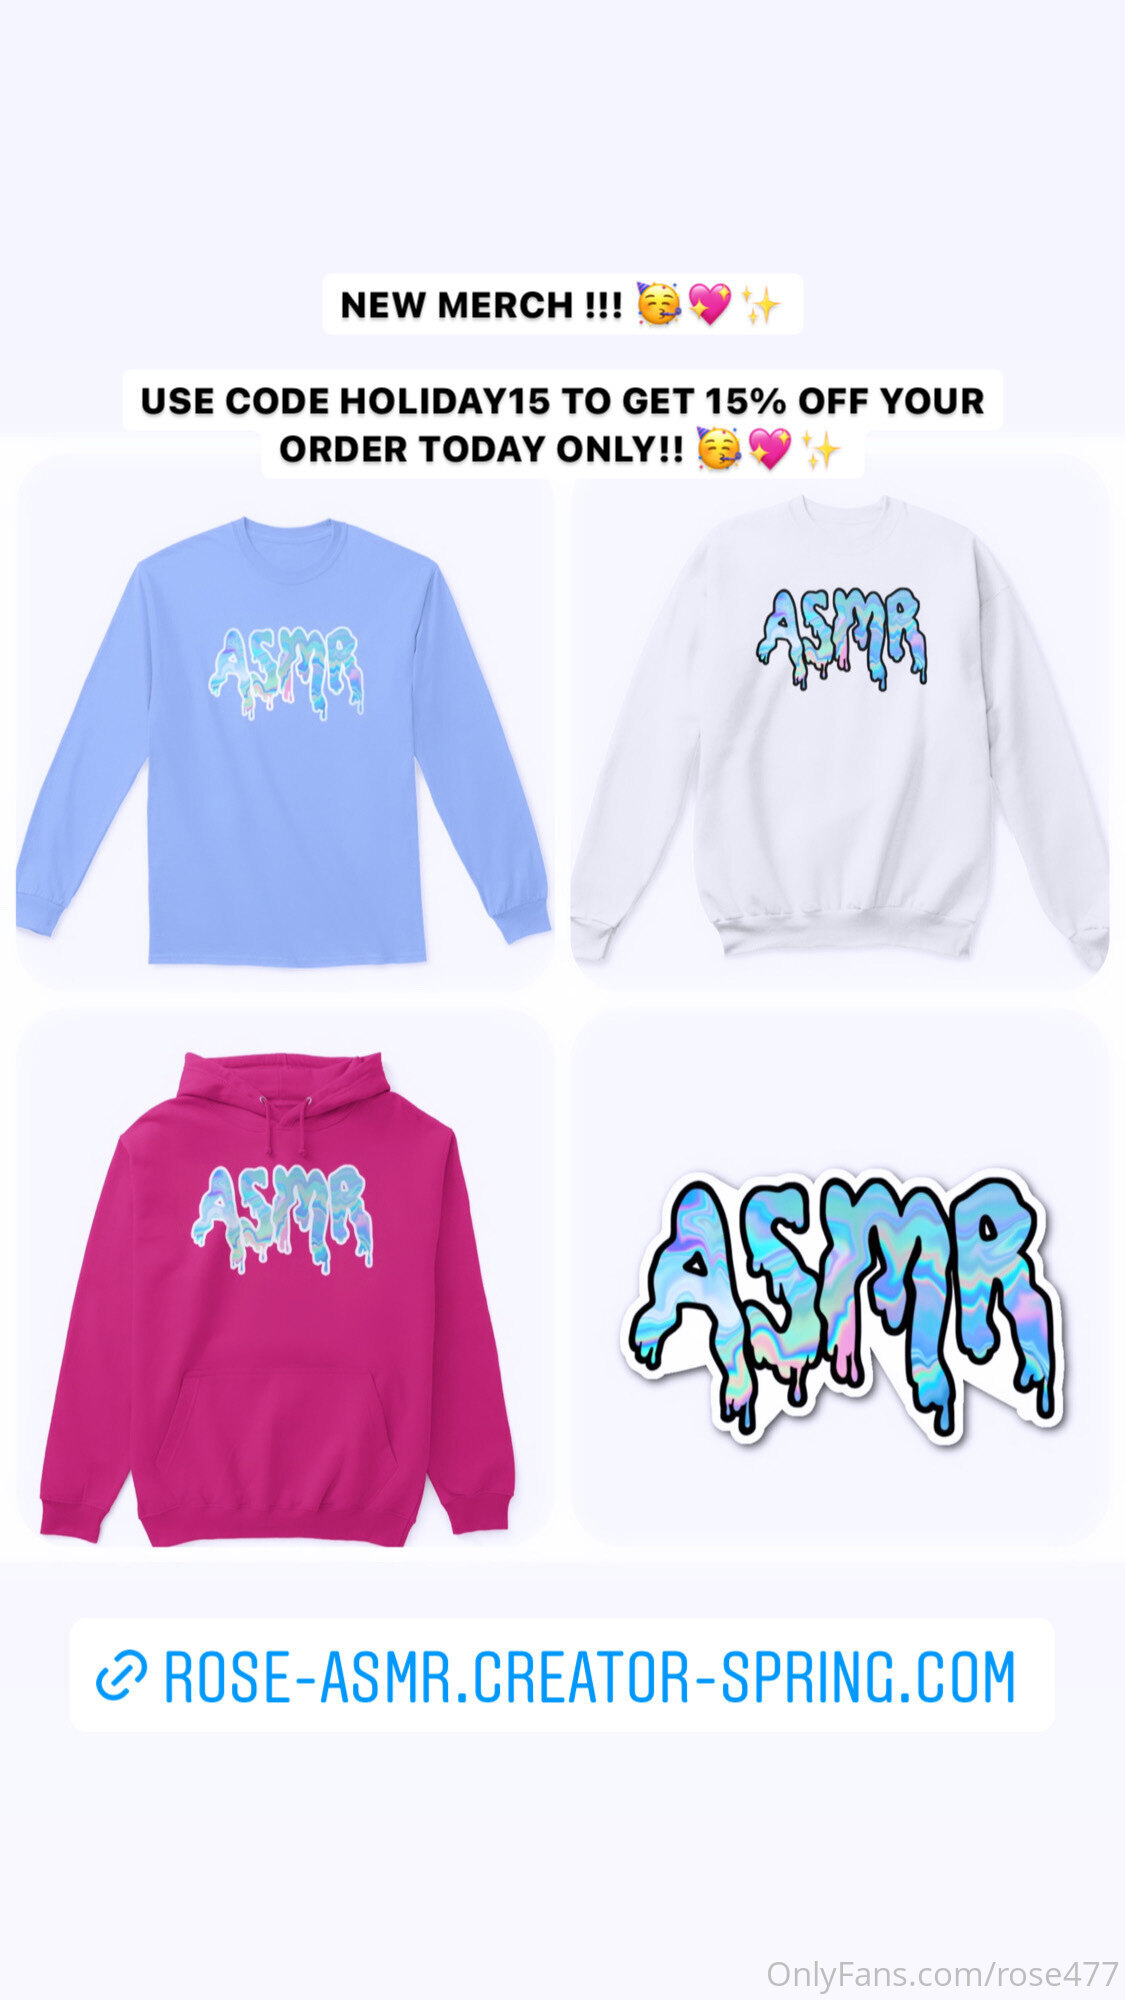 NEW MERCH !!! 🥳💖✨
USE CODE HOLIDAY15 TO GET 15% OFF YOUR
ORDER TODAY ONLY!! 🥳💖✨
ASMR
ASMR
ASMR
ASMR
ROSE-ASMR.CREATOR-SPRING.COM
OnlyFans.com/rose477